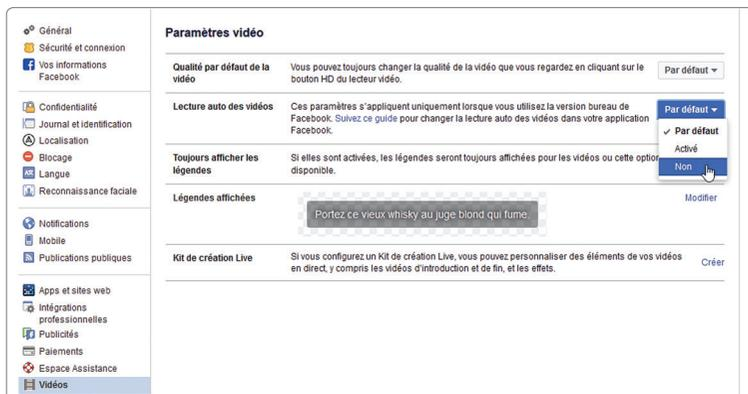 Général
Sécurité et connexion
Vos informations
Facebook
Confidentialité
Journal et identification
Localisation
Blocage
Langue
Reconnaissance faciale
Notifications
Mobile
Publications publiques
Apps et sites web
Intégrations
professionnelles
Publicités
Paiements
Espace Assistance
Vidéos
Paramètres vidéo
Qualité par défaut de la
vidéo
Vous pouvez toujours changer la qualité de la vidéo que vous regardez en cliquant sur le
bouton HD du lecteur vidéo.
Par défaut
Lecture auto des vidéos
Ces paramètres s'appliquent uniquement lorsque vous utilisez la version bureau de
Facebook. Suivez ce guide pour changer la lecture auto des vidéos dans votre application
Facebook.
Par défaut
Par défaut
Activé
Non
Toujours afficher les
légendes
Si elles sont activées, les légendes seront toujours affichées pour les vidéos ou cette option
disponible.
Légendes affichées
Portez ce vieux whisky au juge blond qui fume.
Modifier
Kit de création Live
Si vous configurez un Kit de création Live, vous pouvez personnaliser des éléments de vos vidéos
en direct, y compris les vidéos d'introduction et de fin, et les effets.
Créer